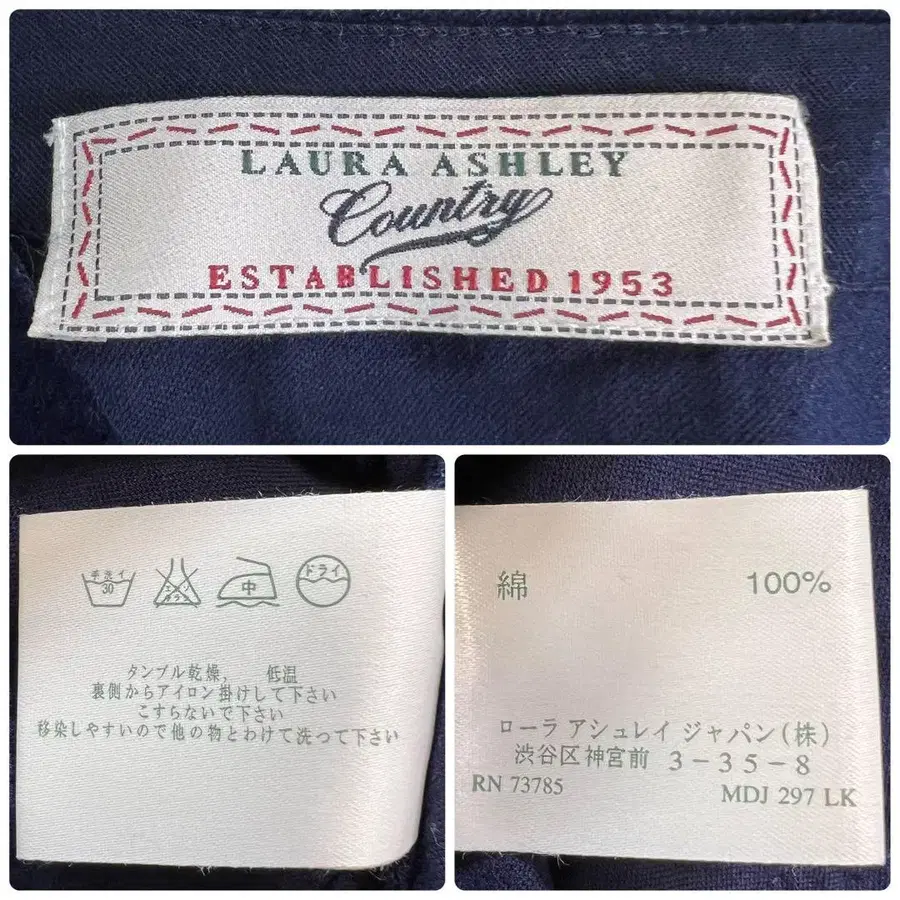 LAURA ASHLEY
Country
ESTABLISHED 1953
手洗イ
30
エンソ
サラシ
中
ドライ
タンブル乾燥, 低温
裏側からアイロン掛けして下さい
こすらないで下さい
移染しやすいので他の物とわけて洗って下さい
綿 100%
ローラ アシュレイ ジャパン(株)
渋谷区神宮前 3-35-8
RN 73785
MDJ 297 LK